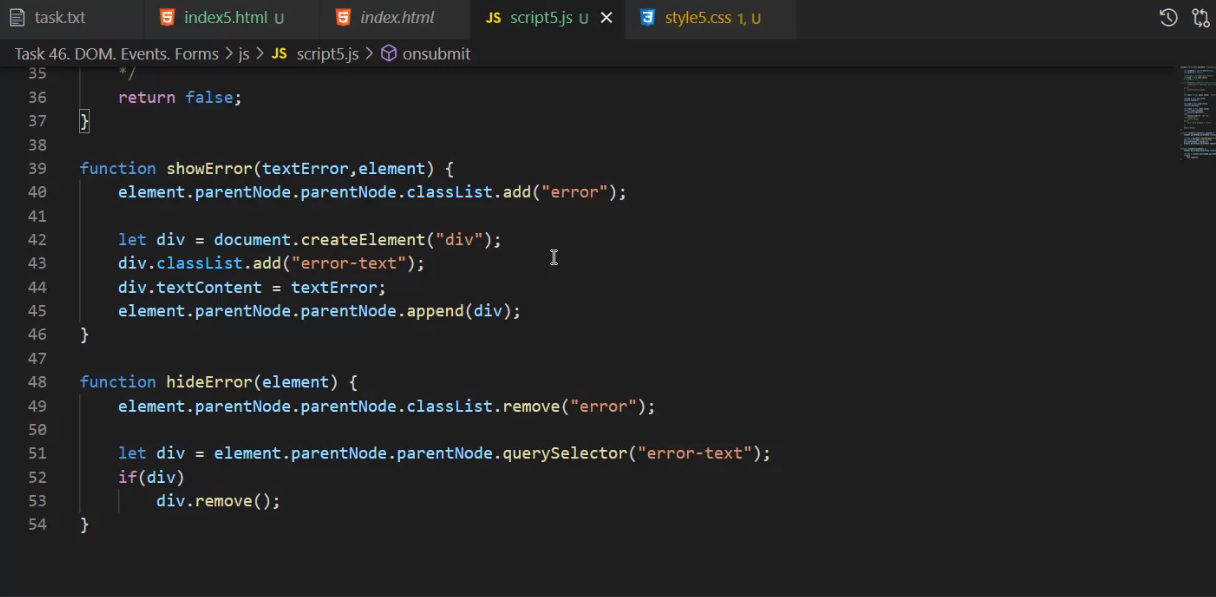 task.txt index5.html U index.html JS script5.js U style5.css 1, U
Task 46. DOM. Events. Forms > js > JS script5.js > onsubmit
35 */
36 return false;
37 }
38
39 function showError(textError,element) {
40 element.parentNode.parentNode.classList.add("error");
41
42 let div = document.createElement("div");
43 div.classList.add("error-text");
44 div.textContent = textError;
45 element.parentNode.parentNode.append(div);
46 }
47
48 function hideError(element) {
49 element.parentNode.parentNode.classList.remove("error");
50
51 let div = element.parentNode.parentNode.querySelector("error-text");
52 if(div)
53 div.remove();
54 }